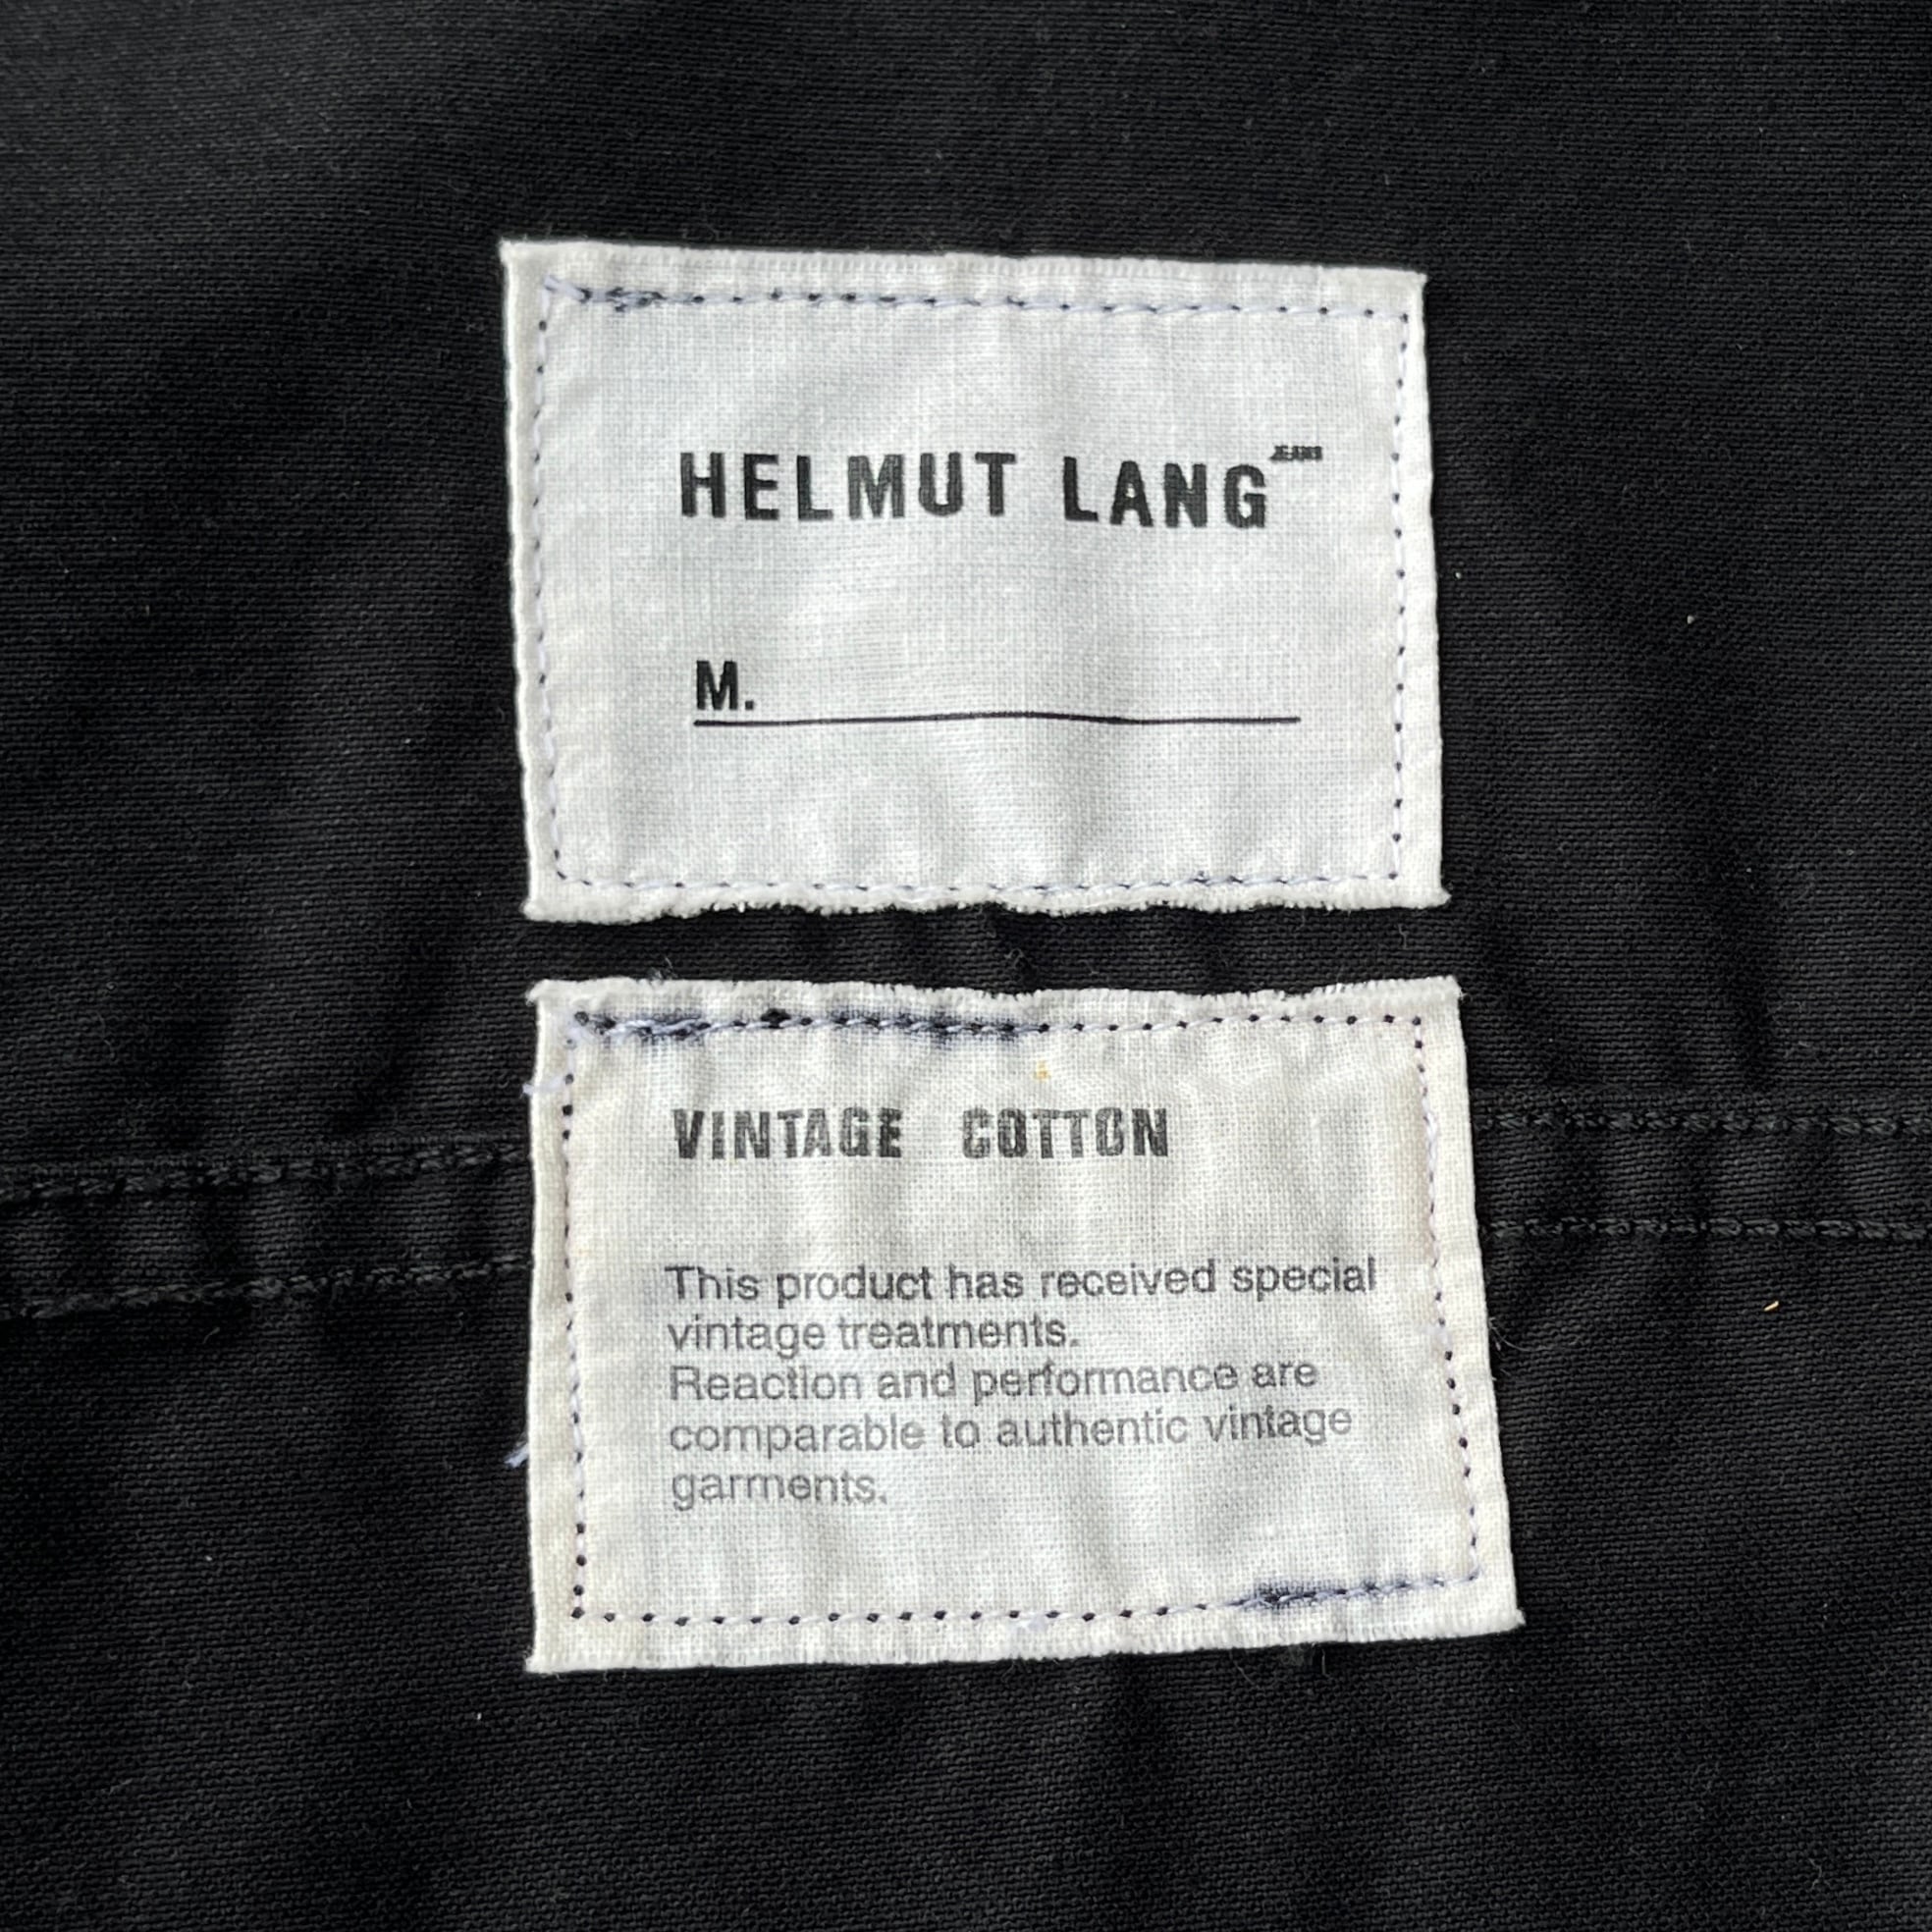 HELMUT LANG JEANS
M.
VINTAGE COTTON
This product has received special
vintage treatments.
Reaction and performance are
comparable to authentic vintage
garments.